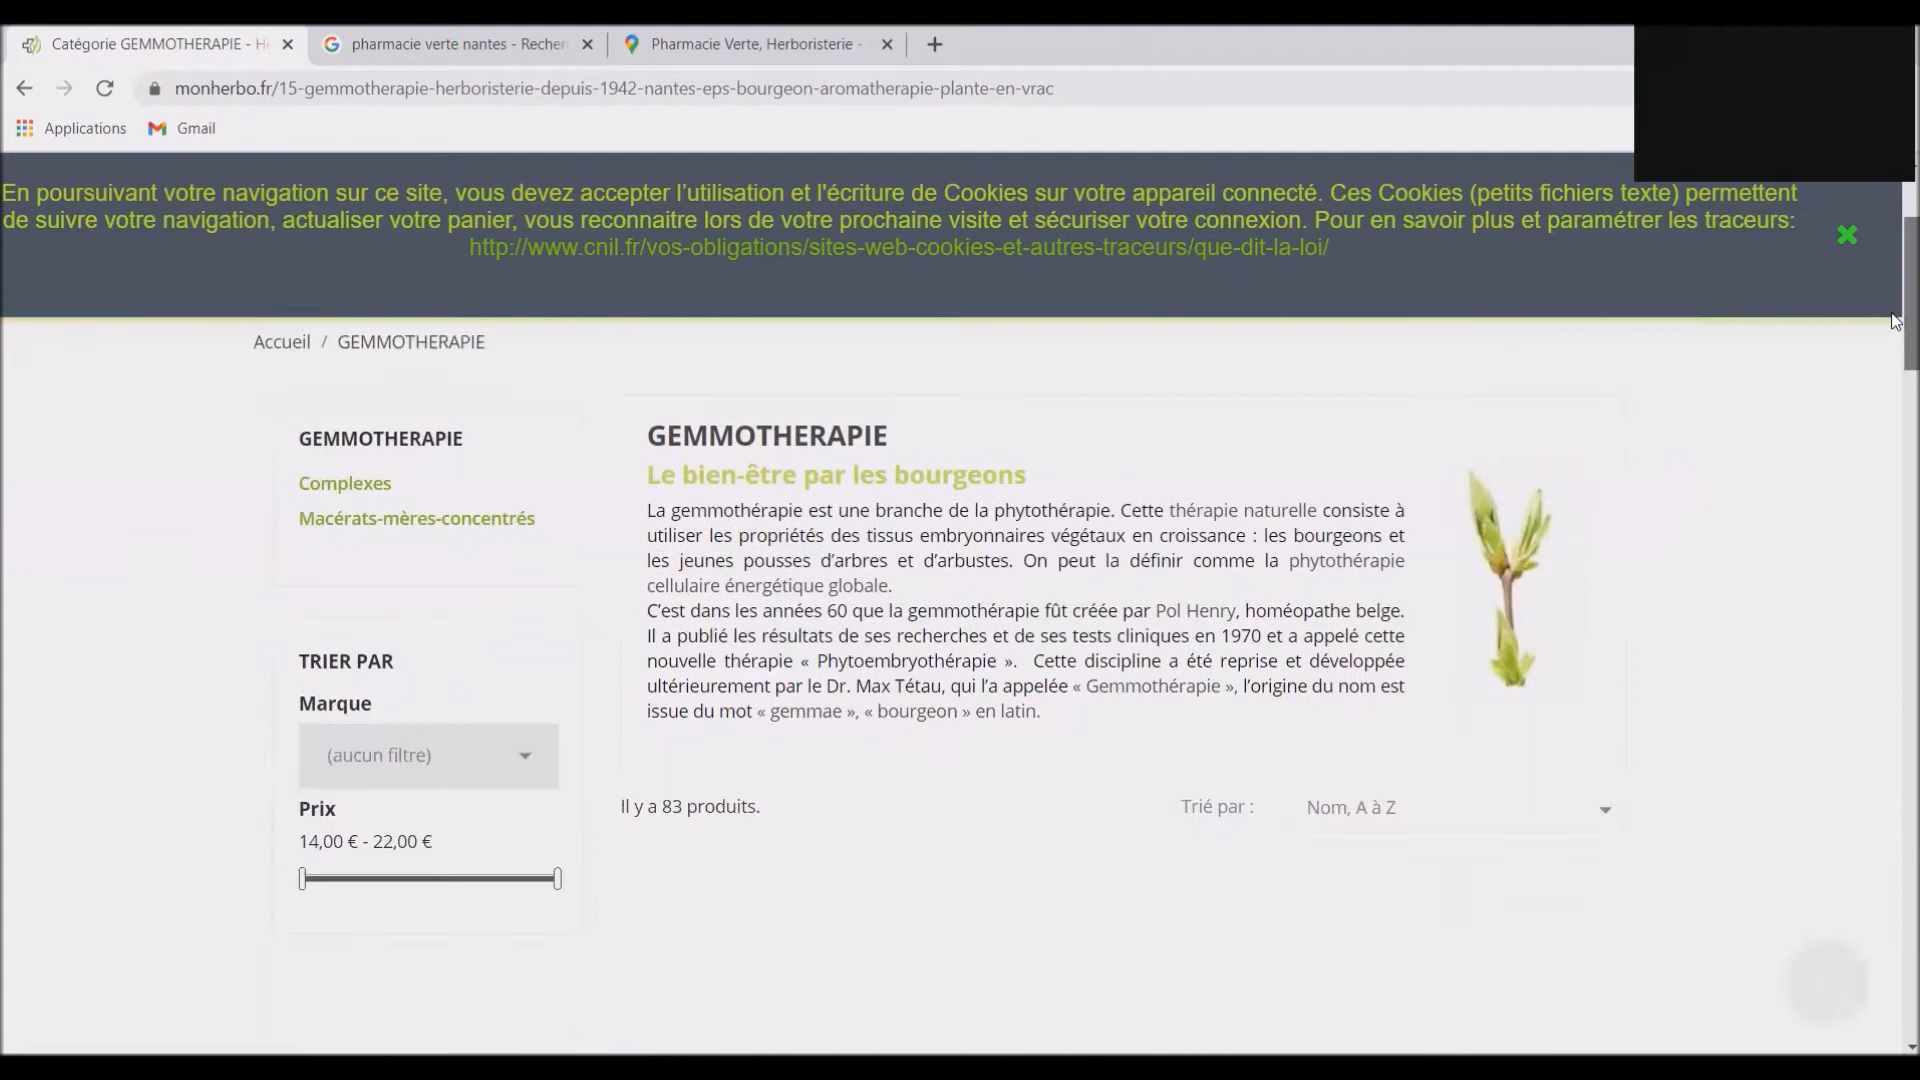 Catégorie GEMMOTHERAPIE - He
pharmacie verte nantes - Recher
Pharmacie Verte, Herboristerie -
monherbo.fr/15-gemmotherapie-herboristerie-depuis-1942-nantes-eps-bourgeon-aromatherapie-plante-en-vrac
Applications
Gmail
En poursuivant votre navigation sur ce site, vous devez accepter l'utilisation et l'écriture de Cookies sur votre appareil connecté. Ces Cookies (petits fichiers texte) permettent
de suivre votre navigation, actualiser votre panier, vous reconnaitre lors de votre prochaine visite et sécuriser votre connexion. Pour en savoir plus et paramétrer les traceurs:
http://www.cnil.fr/vos-obligations/sites-web-cookies-et-autres-traceurs/que-dit-la-loi/
Accueil / GEMMOTHERAPIE
GEMMOTHERAPIE
Complexes
Macérats-mères-concentrés
TRIER PAR
Marque
(aucun filtre)
Prix
14,00 € - 22,00 €
GEMMOTHERAPIE
Le bien-être par les bourgeons
La gemmothérapie est une branche de la phytothérapie. Cette thérapie naturelle consiste à
utiliser les propriétés des tissus embryonnaires végétaux en croissance : les bourgeons et
les jeunes pousses d'arbres et d'arbustes. On peut la définir comme la phytothérapie
cellulaire énergétique globale.
C'est dans les années 60 que la gemmothérapie fût créée par Pol Henry, homéopathe belge.
Il a publié les résultats de ses recherches et de ses tests cliniques en 1970 et a appelé cette
nouvelle thérapie « Phytoembryothérapie ». Cette discipline a été reprise et développée
ultérieurement par le Dr. Max Tétau, qui l'a appelée « Gemmothérapie », l'origine du nom est
issue du mot « gemmae », « bourgeon » en latin.
Il y a 83 produits.
Trié par :
Nom, A à Z